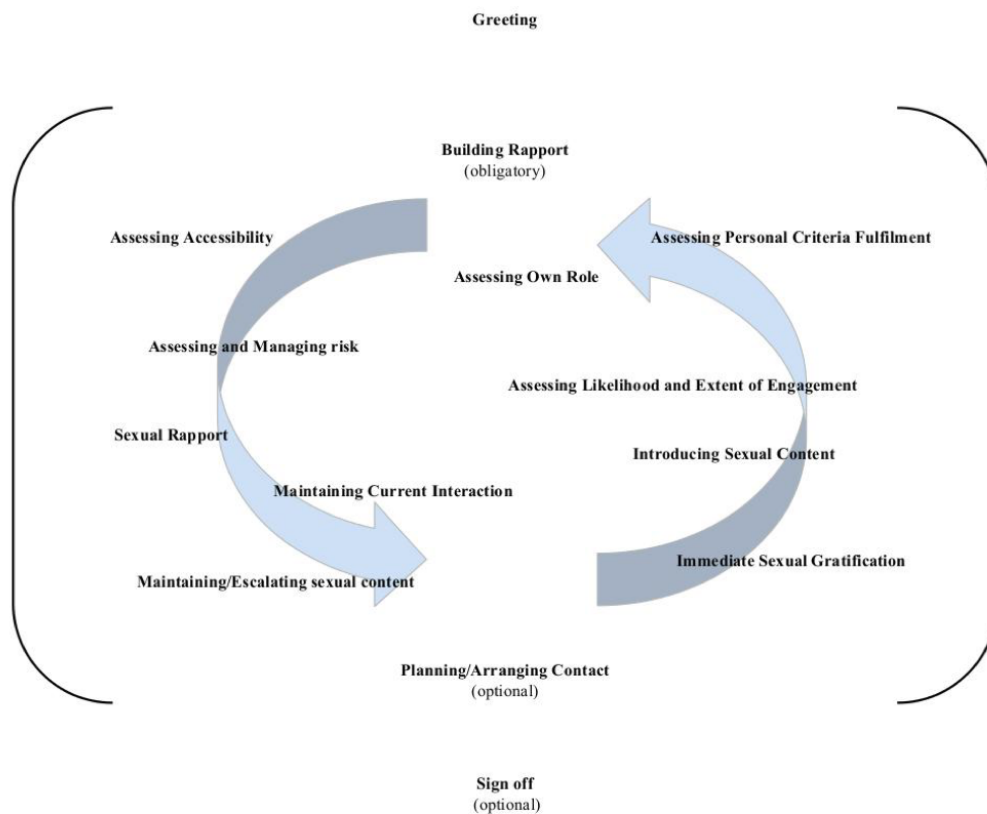 Greeting
Building Rapport
(obligatory)
Assessing Accessibility
Assessing Personal Criteria Fulfilment
Assessing Own Role
Assessing and Managing risk
Assessing Likelihood and Extent of Engagement
Sexual Rapport
Introducing Sexual Content
Maintaining Current Interaction
Immediate Sexual Gratification
Maintaining/Escalating sexual content
Planning/Arranging Contact
(optional)
Sign off
(optional)